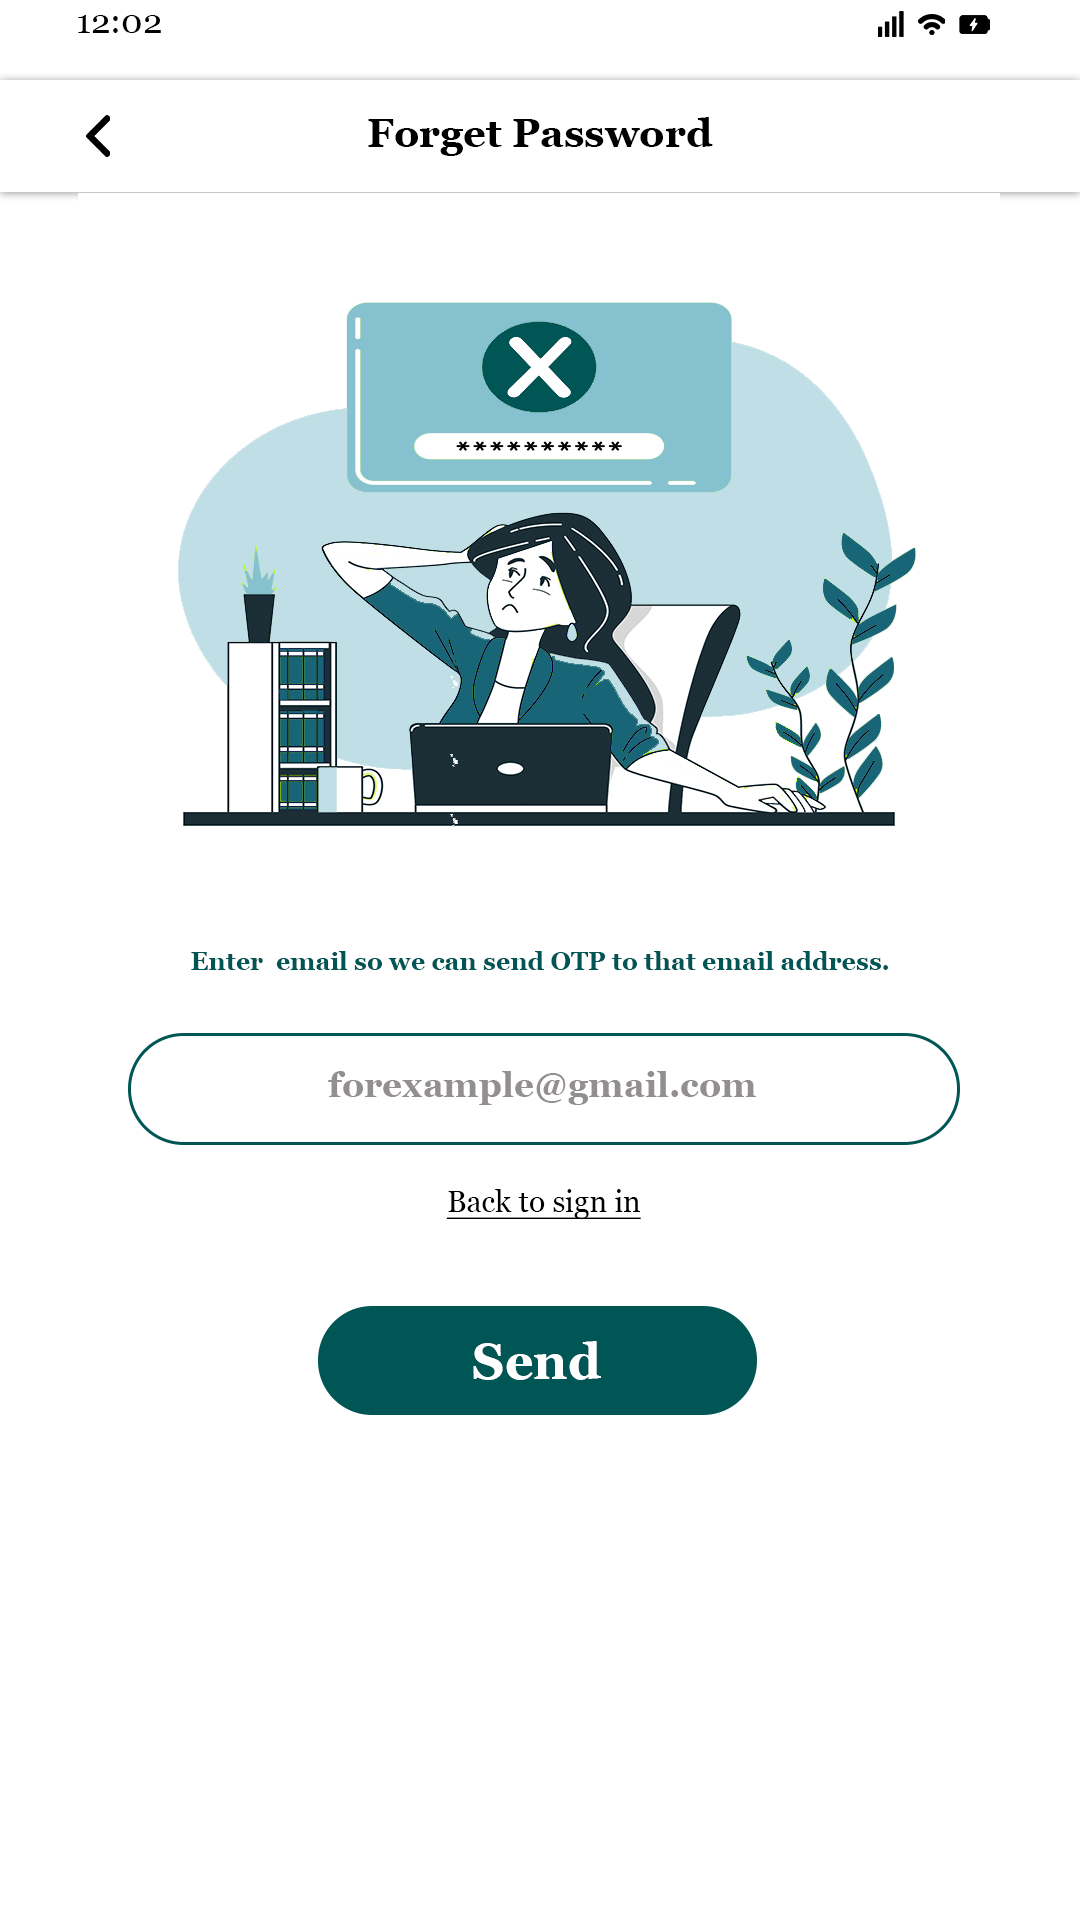 12:02
Forget Password
**********
Enter email so we can send OTP to that email address.
forexample@gmail.com
Back to sign in
Send